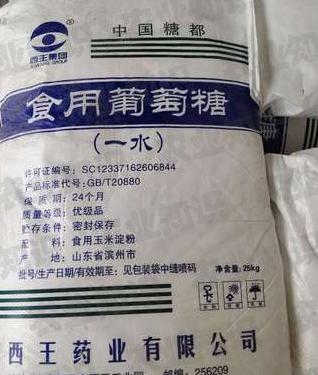 中国糖都
西王集团
XIWANG GROUP
食用葡萄糖
(一水)
许可证编号: SC12337162606844
产品标准代号: GB/T20880
保质期: 24个月
质量等级: 优级品
贮存条件: 密封保存
配料: 食用玉米淀粉
产地: 山东省滨州市
批号/生产日期/有效期至: 见包装袋中缝喷码
净含量: 25kg
西王药业有限公司
邮编: 256209